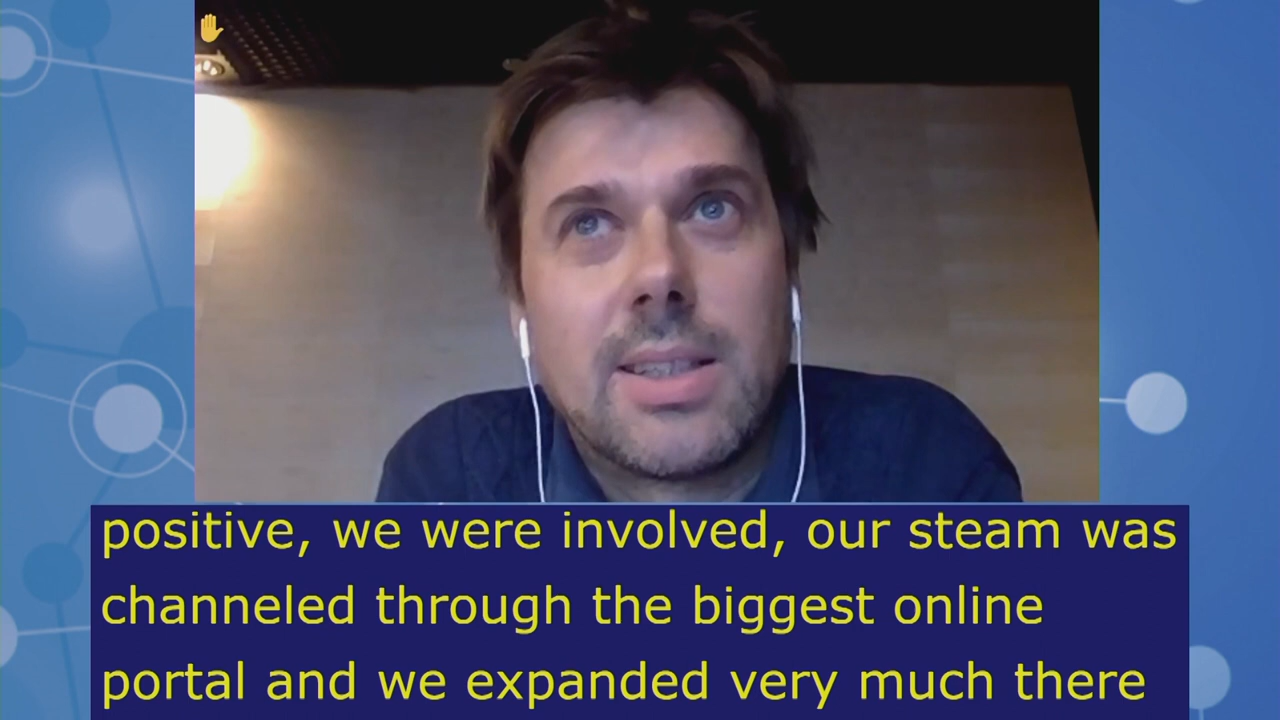 positive, we were involved, our steam was
channeled through the biggest online
portal and we expanded very much there